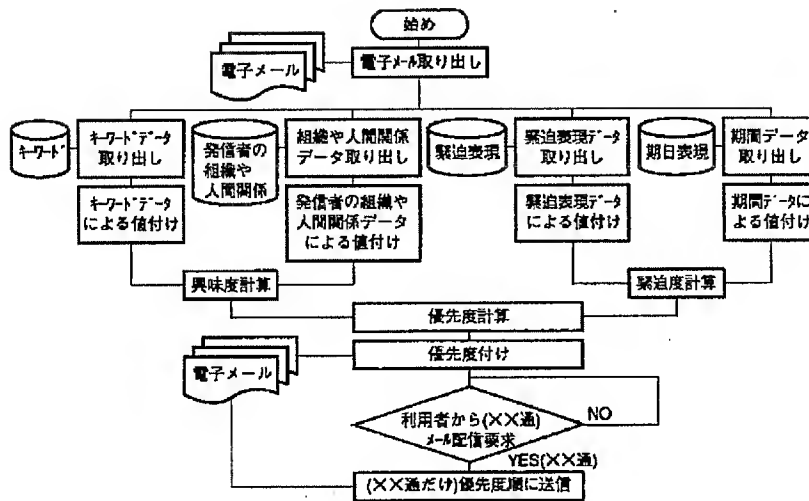 始め
電子メール
電子メール取り出し
キーワード
キーワードデータ
取り出し
発信者の
組織や
人間関係
組織や人間関係
データ取り出し
緊迫表現
緊迫表現データ
取り出し
期日表現
期間データ
取り出し
キーワードデータ
による値付け
発信者の組織や
人間関係データ
による値付け
緊迫表現データ
による値付け
期間データに
よる値付け
興味度計算
緊迫度計算
優先度計算
優先度付け
電子メール
利用者から(××通)
メール配信要求
NO
YES(××通)
(××通だけ)優先度順に送信